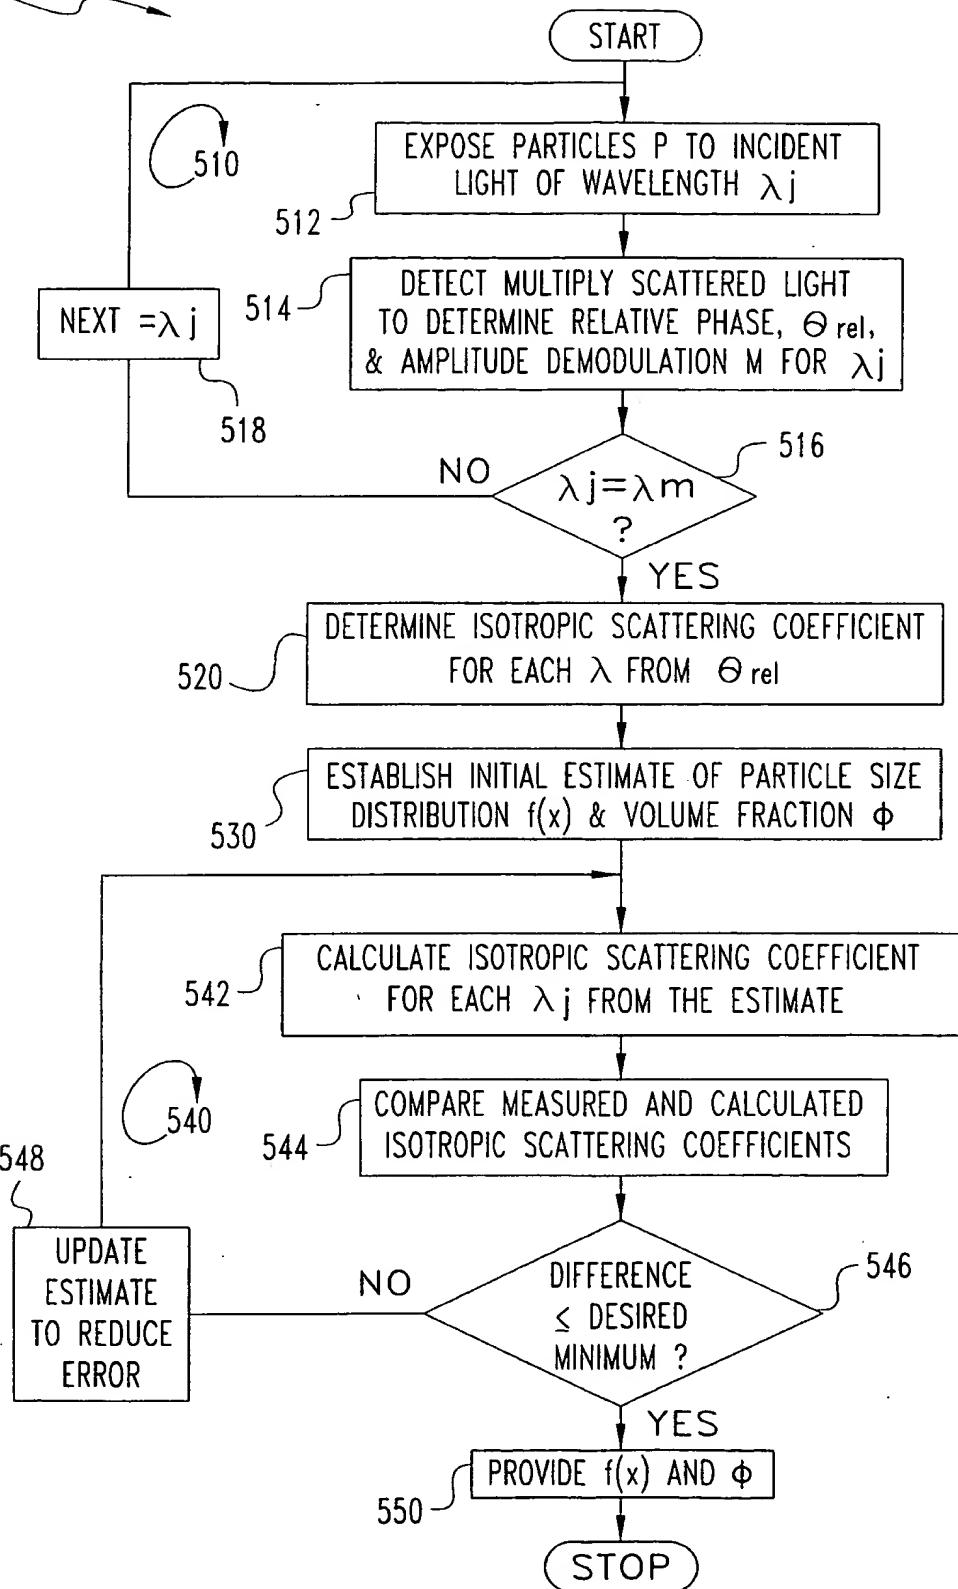 START
510
EXPOSE PARTICLES P TO INCIDENT
LIGHT OF WAVELENGTH λj
512
NEXT =λj
518
514
DETECT MULTIPLY SCATTERED LIGHT
TO DETERMINE RELATIVE PHASE, Θrel,
& AMPLITUDE DEMODULATION M FOR λj
516
λj=λm
?
NO
YES
520
DETERMINE ISOTROPIC SCATTERING COEFFICIENT
FOR EACH λ FROM Θrel
530
ESTABLISH INITIAL ESTIMATE OF PARTICLE SIZE
DISTRIBUTION f(x) & VOLUME FRACTION Φ
542
CALCULATE ISOTROPIC SCATTERING COEFFICIENT
FOR EACH λj FROM THE ESTIMATE
540
544
COMPARE MEASURED AND CALCULATED
ISOTROPIC SCATTERING COEFFICIENTS
548
UPDATE
ESTIMATE
TO REDUCE
ERROR
NO
546
DIFFERENCE
≤ DESIRED
MINIMUM ?
YES
550
PROVIDE f(x) AND Φ
STOP